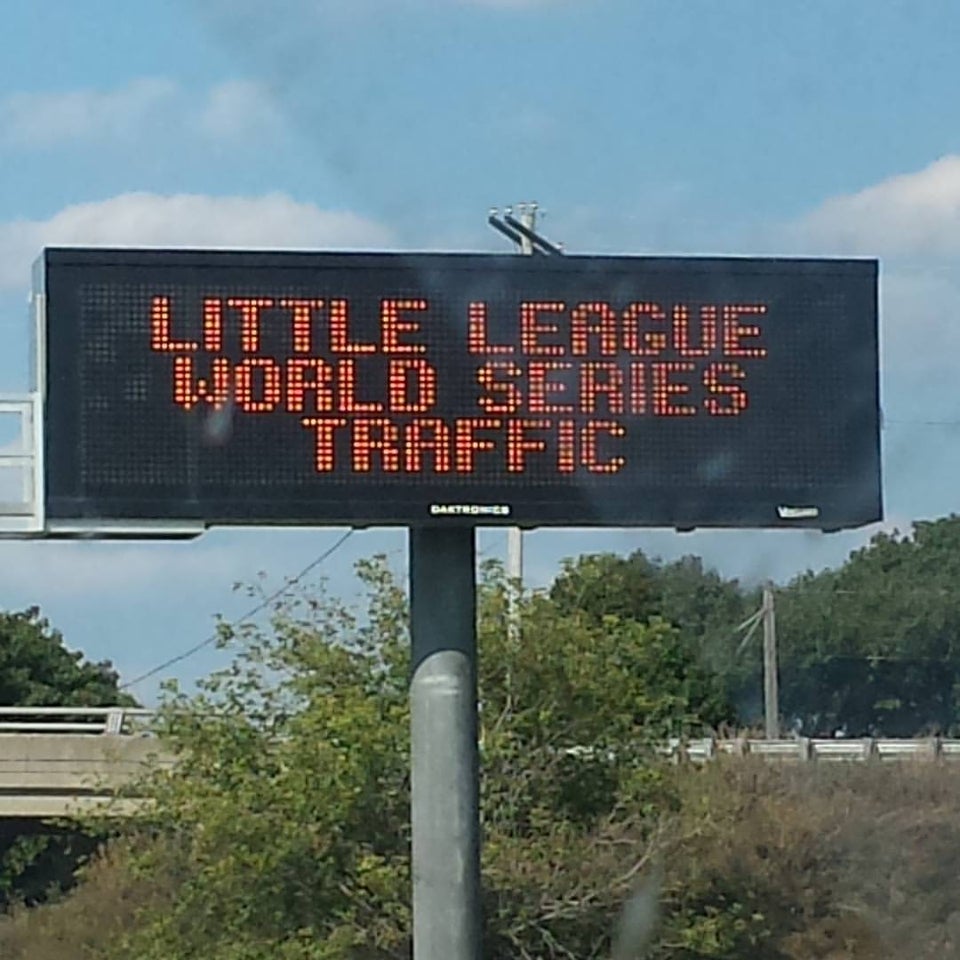 LITTLE LEAGUE
WORLD SERIES
TRAFFIC
DAKTRONICS